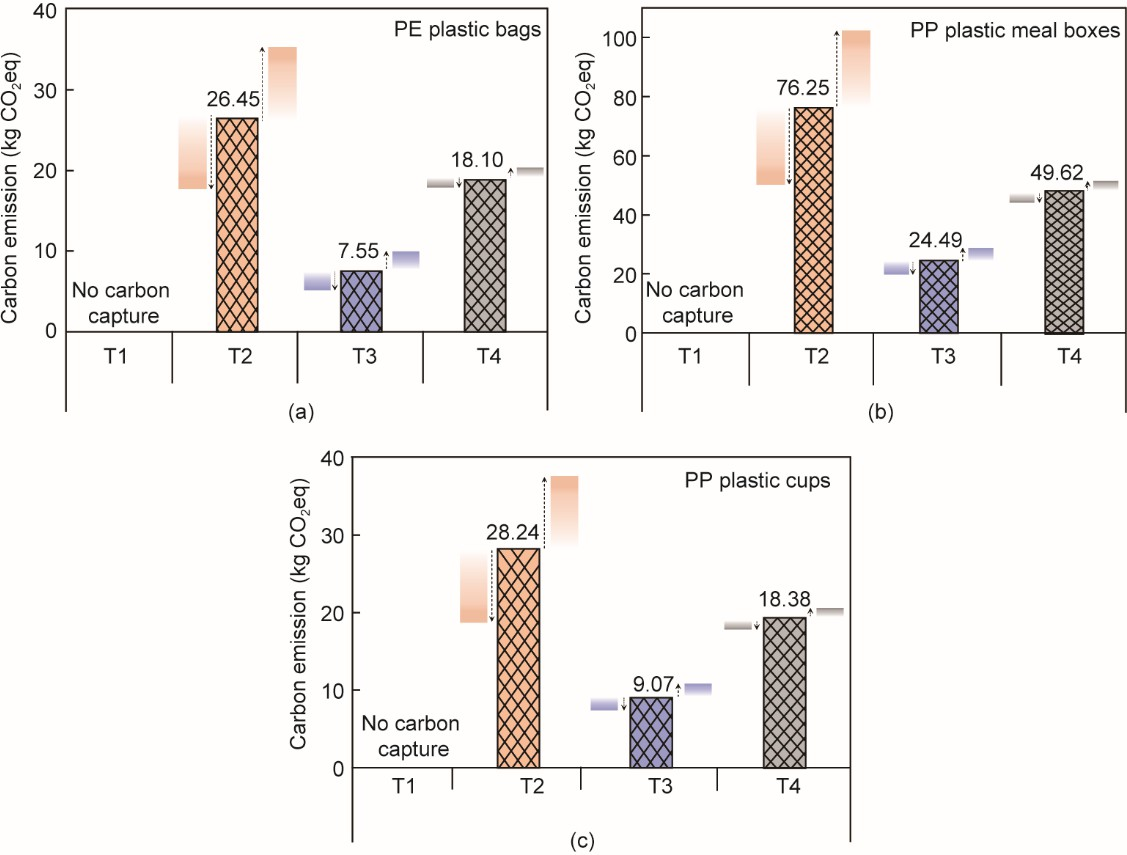 PE plastic bags
Carbon emission (kg CO₂eq)
40
30
20
10
0
26.45
7.55
18.10
No carbon
capture
T1 T2 T3 T4
(a)
PP plastic meal boxes
Carbon emission (kg CO₂eq)
100
80
60
40
20
0
76.25
24.49
49.62
No carbon
capture
T1 T2 T3 T4
(b)
PP plastic cups
Carbon emission (kg CO₂eq)
40
30
20
10
0
28.24
9.07
18.38
No carbon
capture
T1 T2 T3 T4
(c)